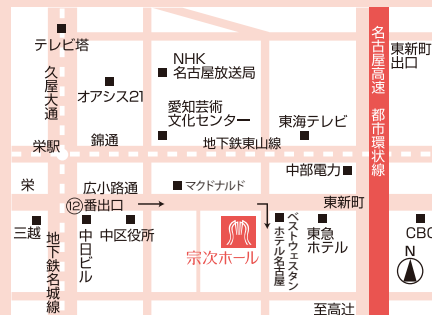 テレビ塔
久屋大通
オアシス21
NHK
名古屋放送局
愛知芸術
文化センター
名古屋高速 都市環状線
東新町
出口
東海テレビ
栄駅
錦通
地下鉄東山線
中部電力
栄
広小路通
マクドナルド
東新町
⑫番出口
三越
地下鉄名城線
中日ビル
中区役所
宗次ホール
ベストウェスタン
ホテル名古屋
東急
ホテル
CBC
N
至高辻